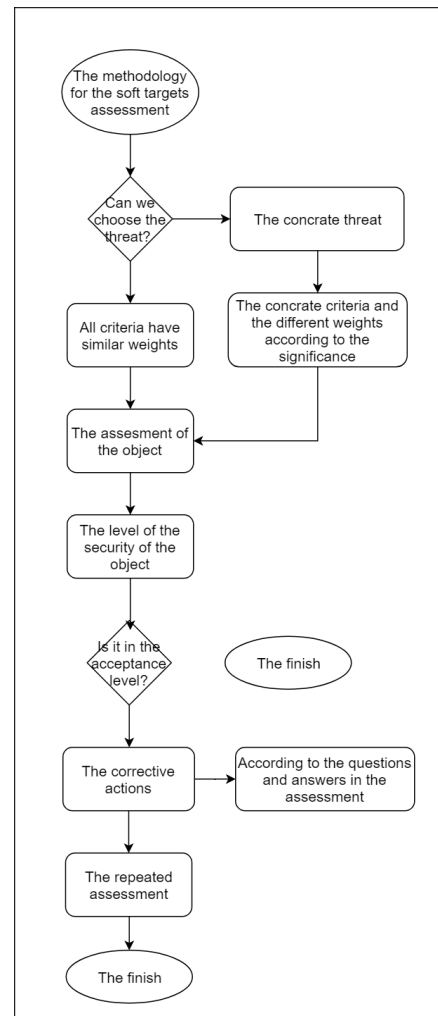 The methodology
for the soft targets
assessment
Can we
choose the
threat?
The concrate threat
All criteria have
similar weights
The concrate criteria and
the different weights
according to the
significance
The assesment of
the object
The level of the
security of the
object
Is it in the
acceptance
level?
The finish
The corrective
actions
According to the questions
and answers in the
assessment
The repeated
assessment
The finish